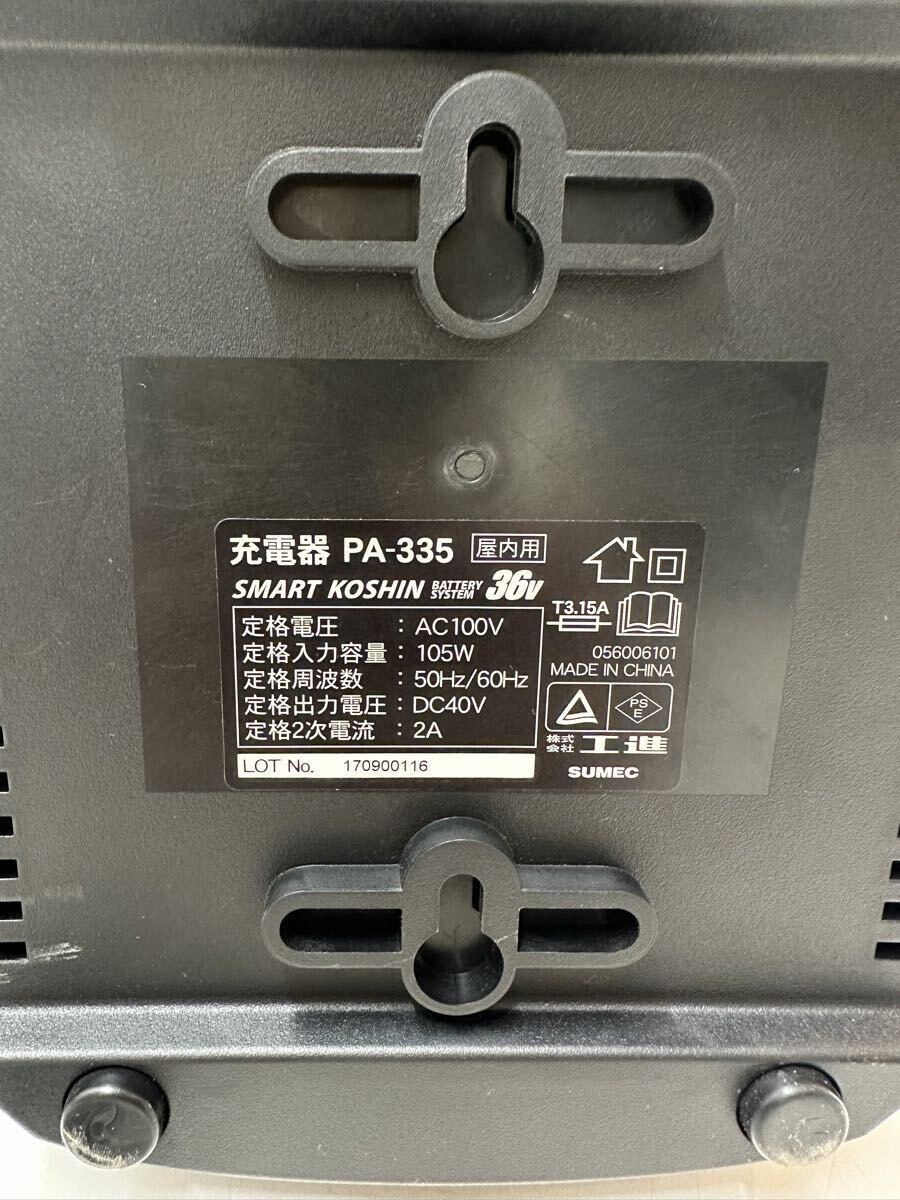 充電器 PA-335 屋内用
SMART KOSHIN BATTERY SYSTEM 36V
定格電圧 : AC100V
定格入力容量 : 105W
定格周波数 : 50Hz/60Hz
定格出力電圧 : DC40V
定格2次電流 : 2A
LOT No. 170900116
T3.15A
056006101
MADE IN CHINA
PS
E
株式会社 工進
SUMEC